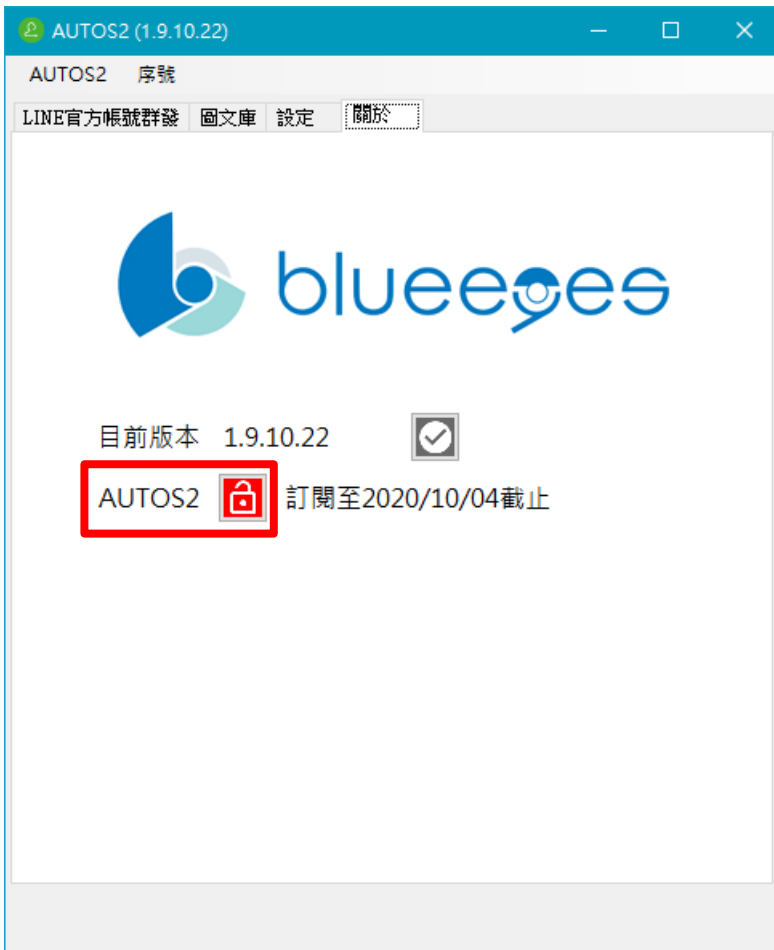 AUTOS2 (1.9.10.22)
AUTOS2 序號
LINE官方帳號群發 圖文庫 設定 關於
blueeyes
目前版本 1.9.10.22
AUTOS2 訂閱至2020/10/04截止